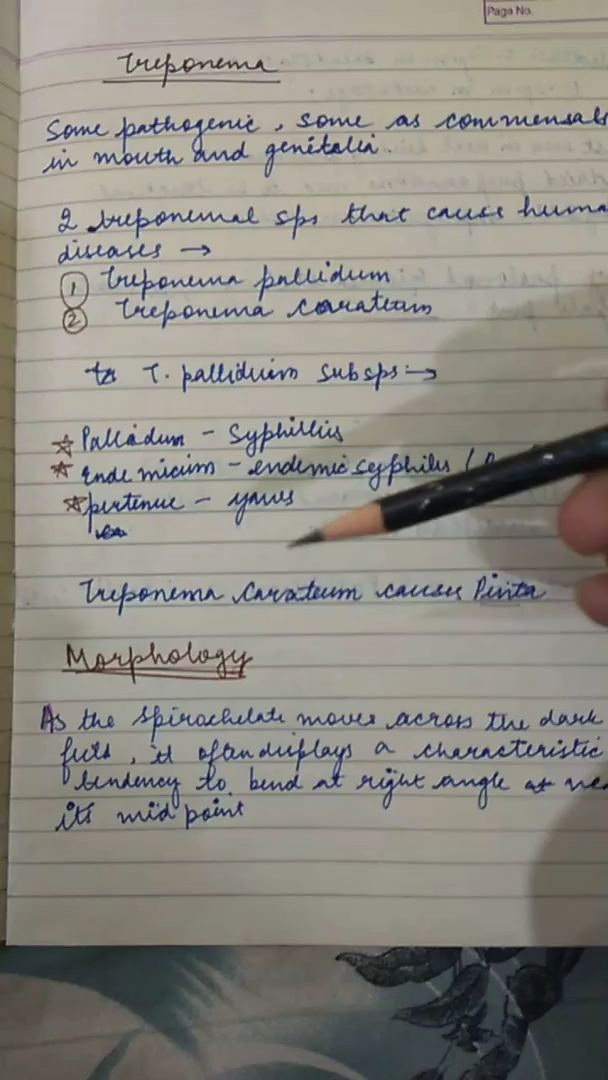 Page No.
Treponema
Some pathogenic, some as commensals
in mouth and genitalia.
2 treponemal sps that cause huma
diseases →
① Treponema pallidum
② Treponema carateum
T. pallidum subsps →
☆ Palladum - Syphillis
☆ Endemicum - endemic syphilis (
☆ pertenue - yaws
Treponema carateum causes Pinta
Morphology
As the spirochelate moves across the dark
field, it often displays a characteristic
tendency to bend at right angle at ne
its mid point